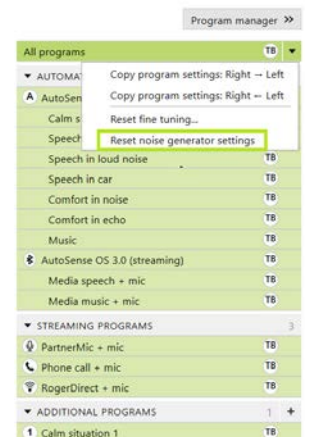 Program manager >>
All programs TB
AUTOMA
Copy program settings: Right → Left
A AutoSen
Copy program settings: Right ← Left
Calm s
Reset fine tuning...
Speech
Reset noise generator settings
Speech in loud noise TB
Speech in car TB
Comfort in noise TB
Comfort in echo TB
Music TB
AutoSense OS 3.0 (streaming) TB
Media speech + mic TB
Media music + mic TB
STREAMING PROGRAMS 3
PartnerMic + mic TB
Phone call + mic TB
RogerDirect + mic TB
ADDITIONAL PROGRAMS 1 +
1 Calm situation 1 TB